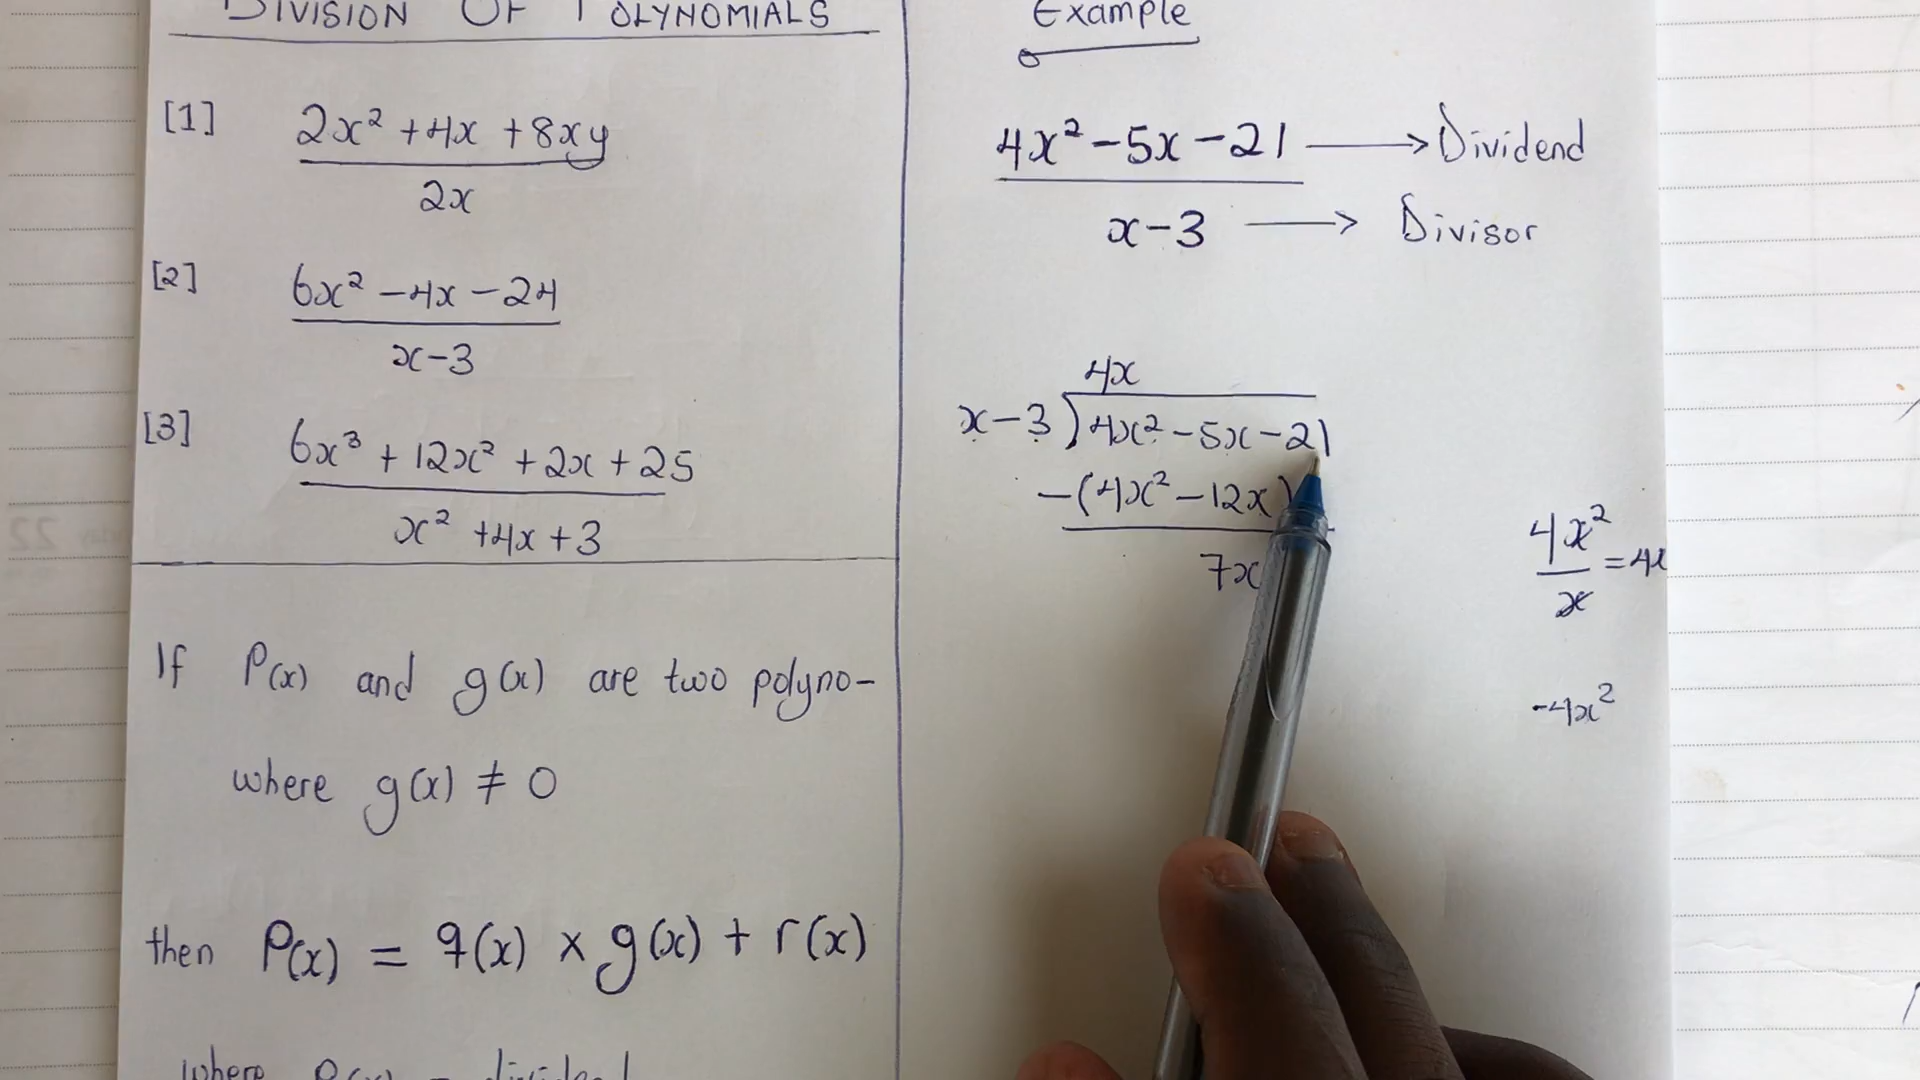 DIVISION OF POLYNOMIALS
[1] 2x² + 4x + 8xy
2x
[2] 6x² - 4x - 24
x - 3
[3] 6x³ + 12x² + 2x + 25
x² + 4x + 3
If P(x) and g(x) are two polyno-
where g(x) ≠ 0
then P(x) = q(x) × g(x) + r(x)
where P(x) = dividend
Example
4x² - 5x - 21 → Dividend
x - 3 → Divisor
4x
x - 3 ) 4x² - 5x - 21
- (4x² - 12x)
7x
4x²
= 4x
x
-4x²